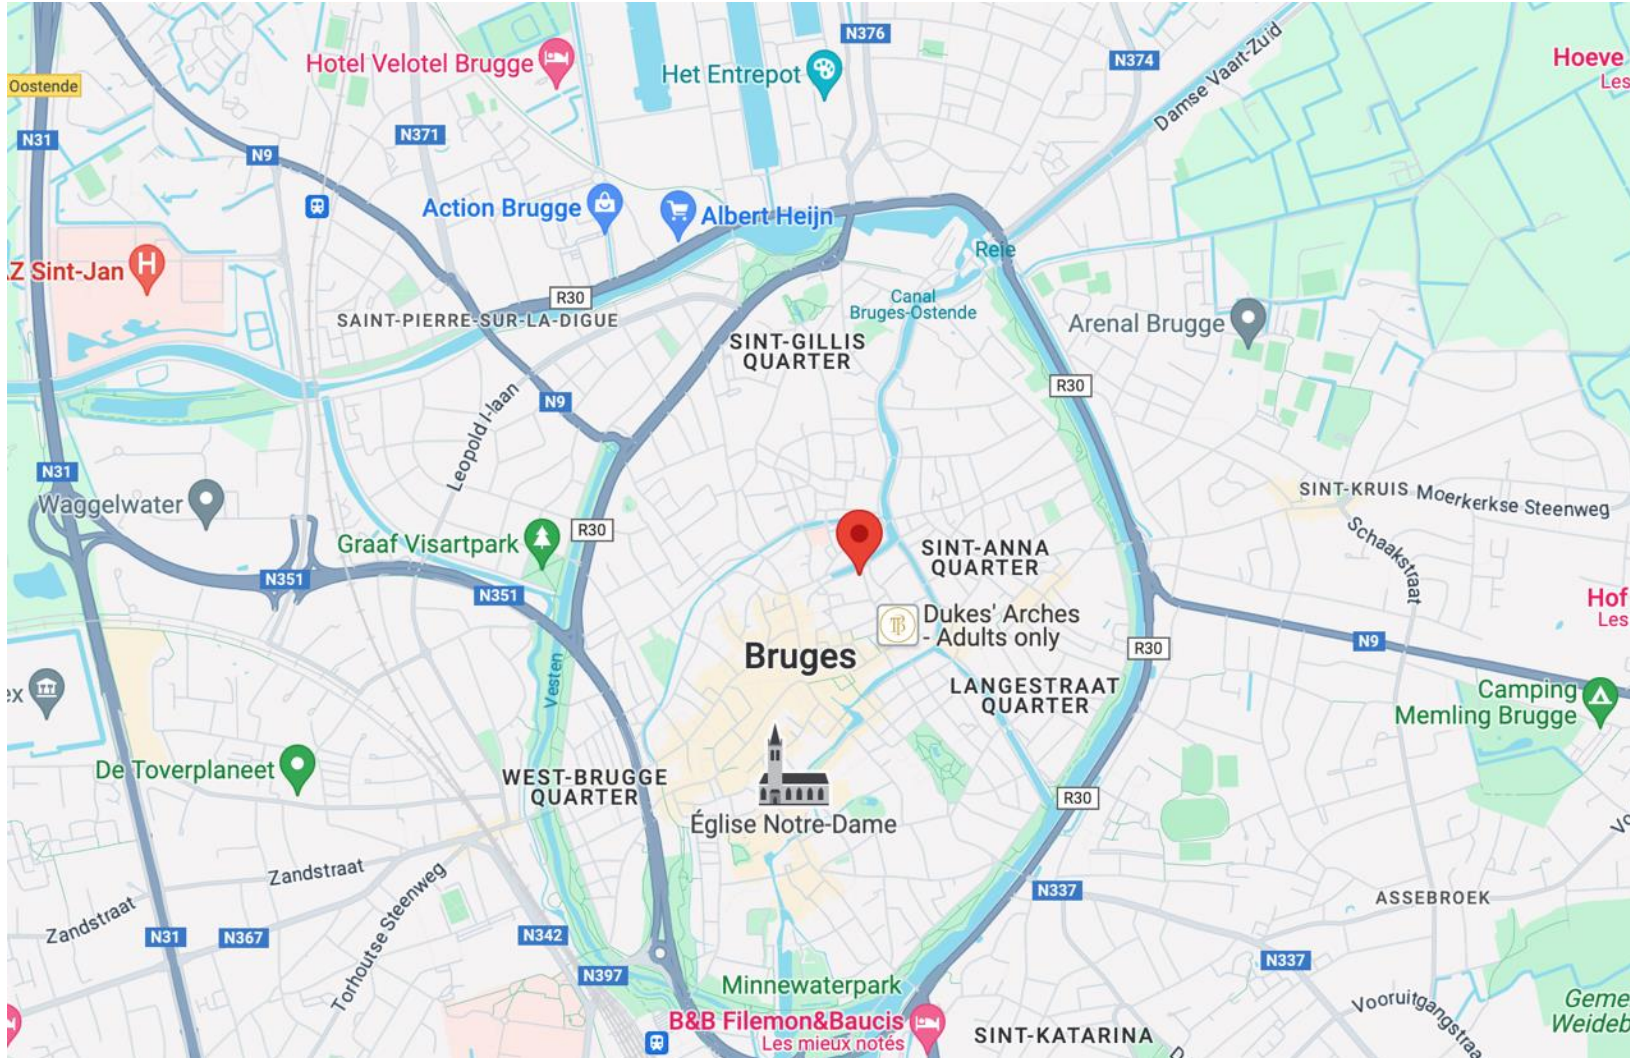 N376
Hotel Velotel Brugge
Het Entrepot
N374
Hoeve
Les
Oostende
Damse Vaart-Zuid
N31
N371
N9
Action Brugge
Albert Heijn
Reie
AZ Sint-Jan
R30
Canal
Bruges-Ostende
SAINT-PIERRE-SUR-LA-DIGUE
Arenal Brugge
SINT-GILLIS
QUARTER
R30
N9
Leopold I-laan
N31
Waggelwater
SINT-KRUIS
Moerkerkse Steenweg
R30
Graaf Visartpark
Schaakstraat
SINT-ANNA
QUARTER
N351
N351
Hof
Les
Dukes' Arches
- Adults only
TB
N9
R30
Bruges
Vesten
ex
LANGESTRAAT
QUARTER
Camping
Memling Brugge
De Toverplaneet
WEST-BRUGGE
QUARTER
R30
Église Notre-Dame
Zandstraat
Vo
N337
ASSEBROEK
Zandstraat
Torhoutse Steenweg
N31
N367
N342
N337
N397
Minnewaterpark
Vooruitgangstraa
Geme
Weideb
B&B Filemon&Baucis
Les mieux notés
SINT-KATARINA
D